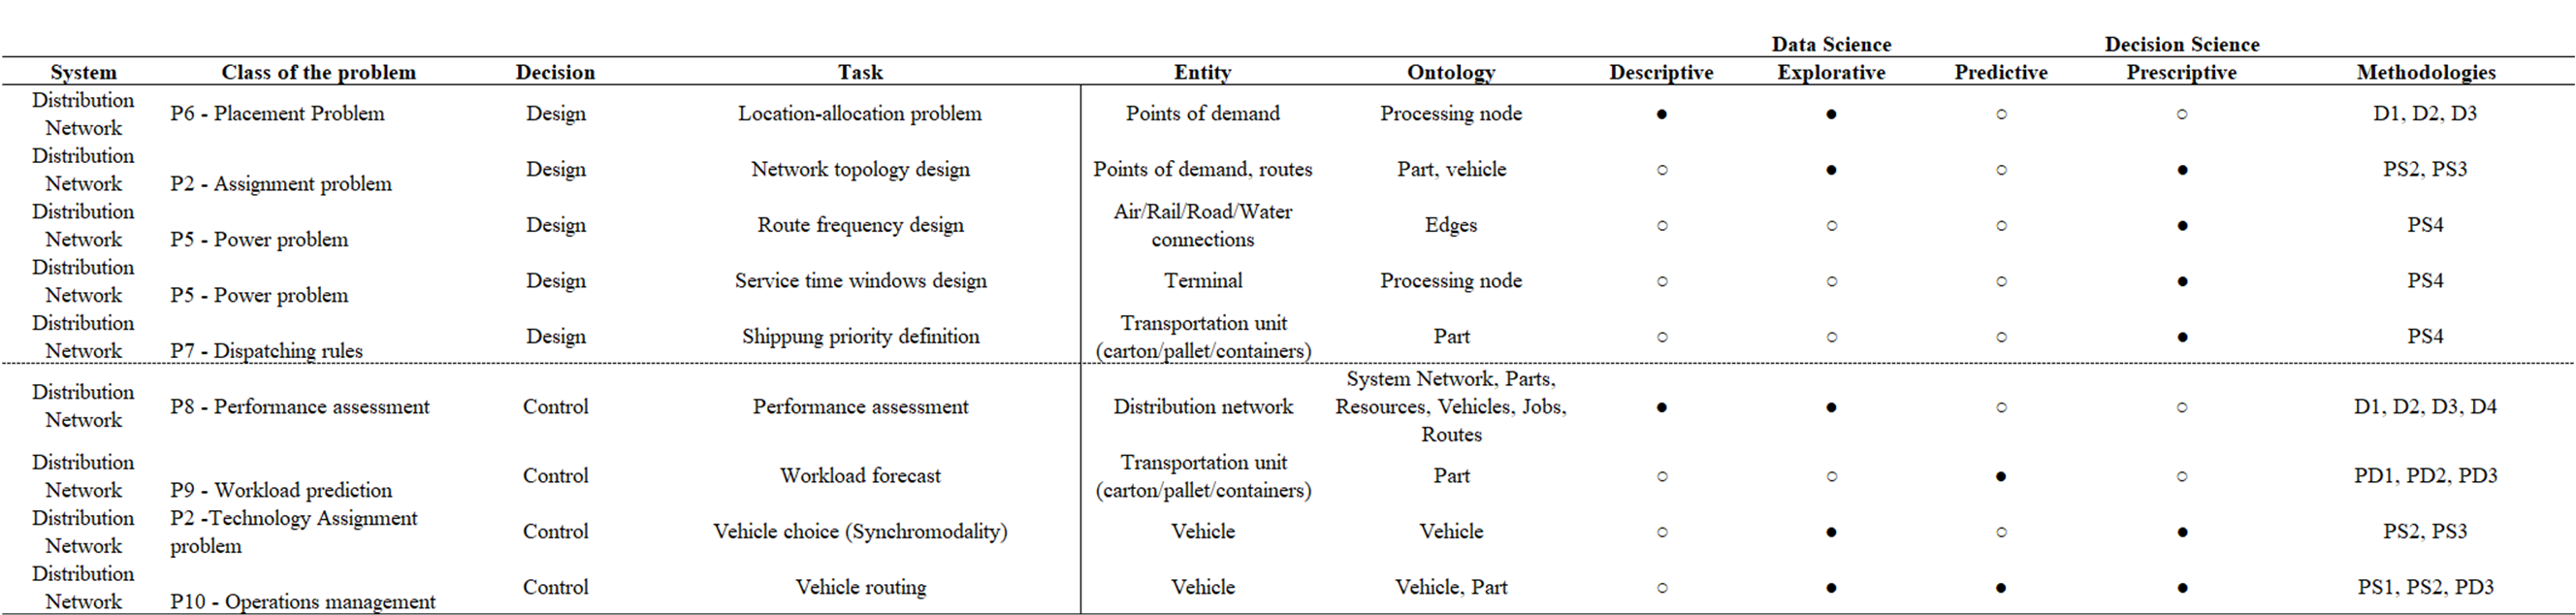 Data Science Decision Science
System Class of the problem Decision Task Entity Ontology Descriptive Explorative Predictive Prescriptive Methodologies
Distribution Network P6 - Placement Problem Design Location-allocation problem Points of demand Processing node ● ● ○ ○ D1, D2, D3
Distribution Network P2 - Assignment problem Design Network topology design Points of demand, routes Part, vehicle ○ ● ○ ● PS2, PS3
Distribution Network P5 - Power problem Design Route frequency design Air/Rail/Road/Water connections Edges ○ ○ ○ ● PS4
Distribution Network P5 - Power problem Design Service time windows design Terminal Processing node ○ ○ ○ ● PS4
Distribution Network P7 - Dispatching rules Design Shippung priority definition Transportation unit (carton/pallet/containers) Part ○ ○ ○ ● PS4
Distribution Network P8 - Performance assessment Control Performance assessment Distribution network System Network, Parts, Resources, Vehicles, Jobs, Routes ● ● ○ ○ D1, D2, D3, D4
Distribution Network P9 - Workload prediction Control Workload forecast Transportation unit (carton/pallet/containers) Part ○ ○ ● ○ PD1, PD2, PD3
Distribution Network P2 -Technology Assignment problem Control Vehicle choice (Synchromodality) Vehicle Vehicle ○ ● ○ ● PS2, PS3
Distribution Network P10 - Operations management Control Vehicle routing Vehicle Vehicle, Part ○ ● ● ● PS1, PS2, PD3